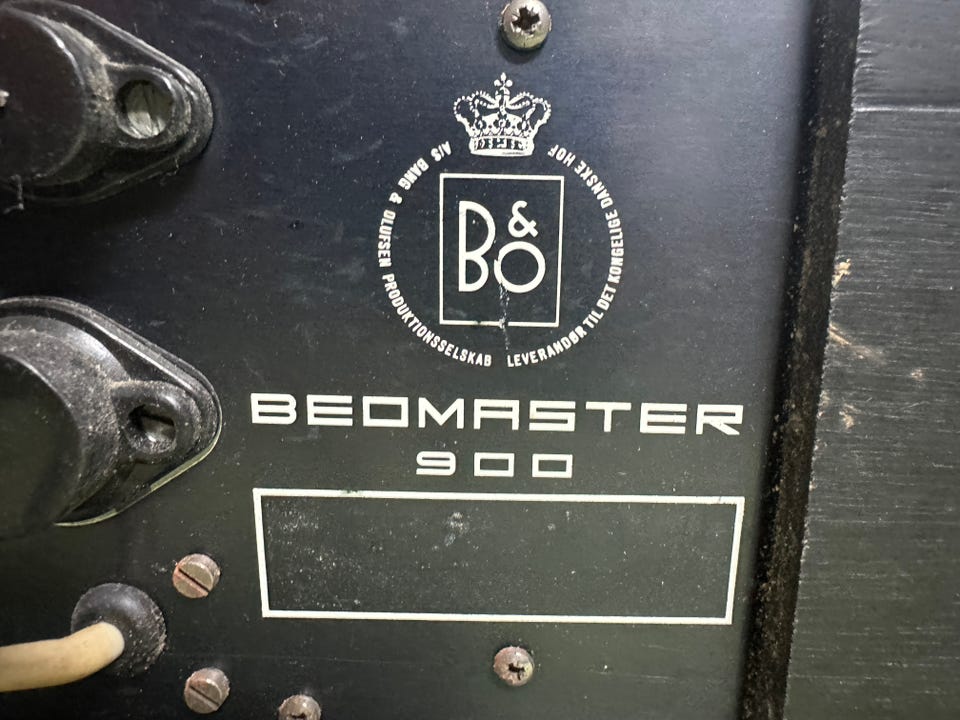 A/S BANG & OLUFSEN PRODUKTIONSSELSKAB LEVERANDØR TIL DET KONGELIGE DANSKE HOF
B&O
BEOMASTER
900